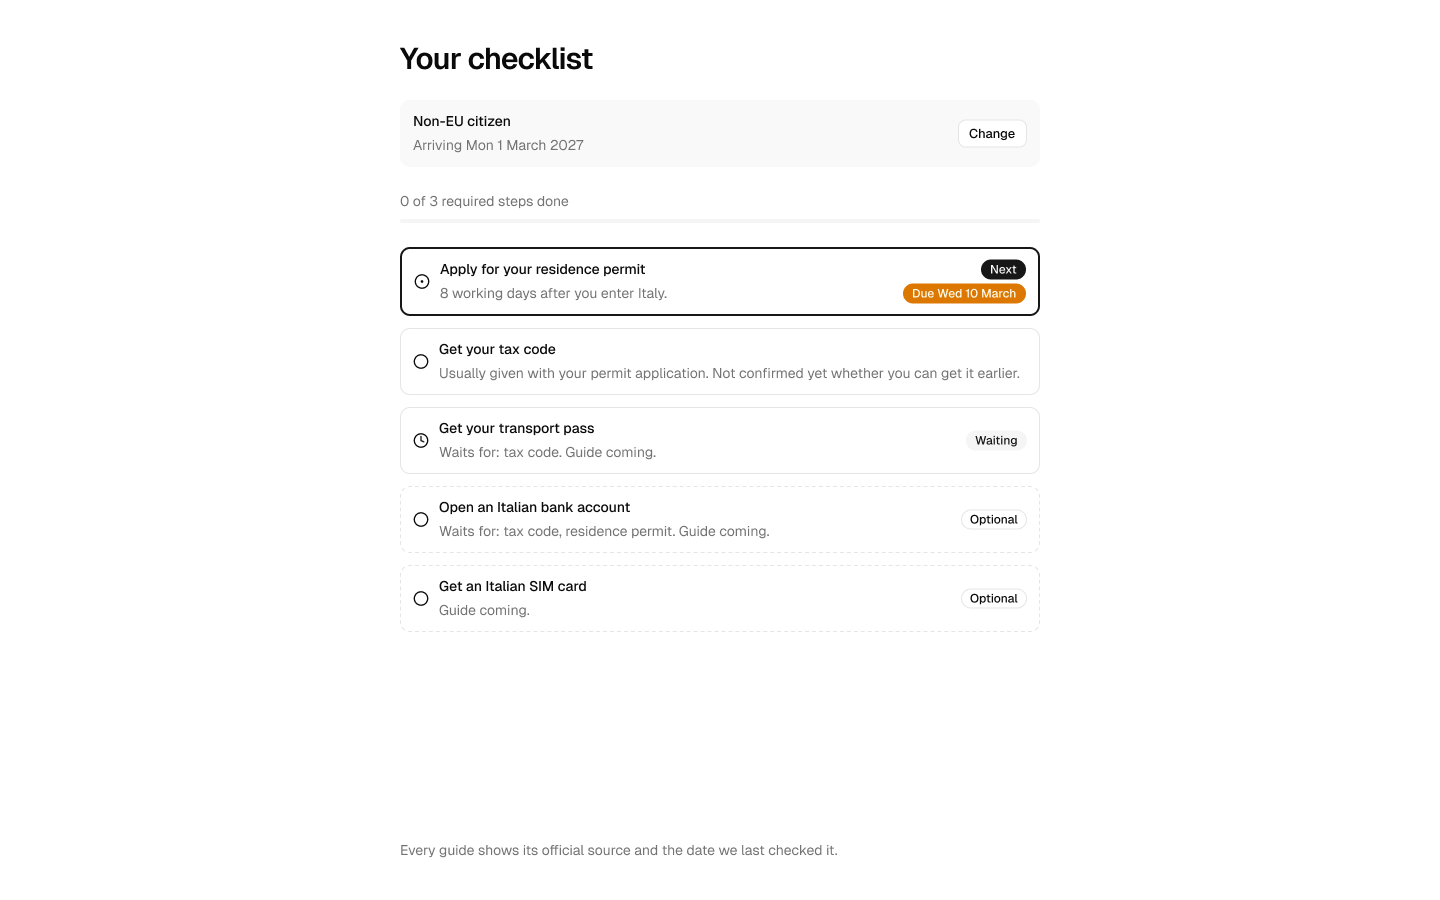 Your checklist
Non-EU citizen
Arriving Mon 1 March 2027
Change
0 of 3 required steps done
Apply for your residence permit
8 working days after you enter Italy.
Next
Due Wed 10 March
Get your tax code
Usually given with your permit application. Not confirmed yet whether you can get it earlier.
Get your transport pass
Waits for: tax code. Guide coming.
Waiting
Open an Italian bank account
Waits for: tax code, residence permit. Guide coming.
Optional
Get an Italian SIM card
Guide coming.
Optional
Every guide shows its official source and the date we last checked it.